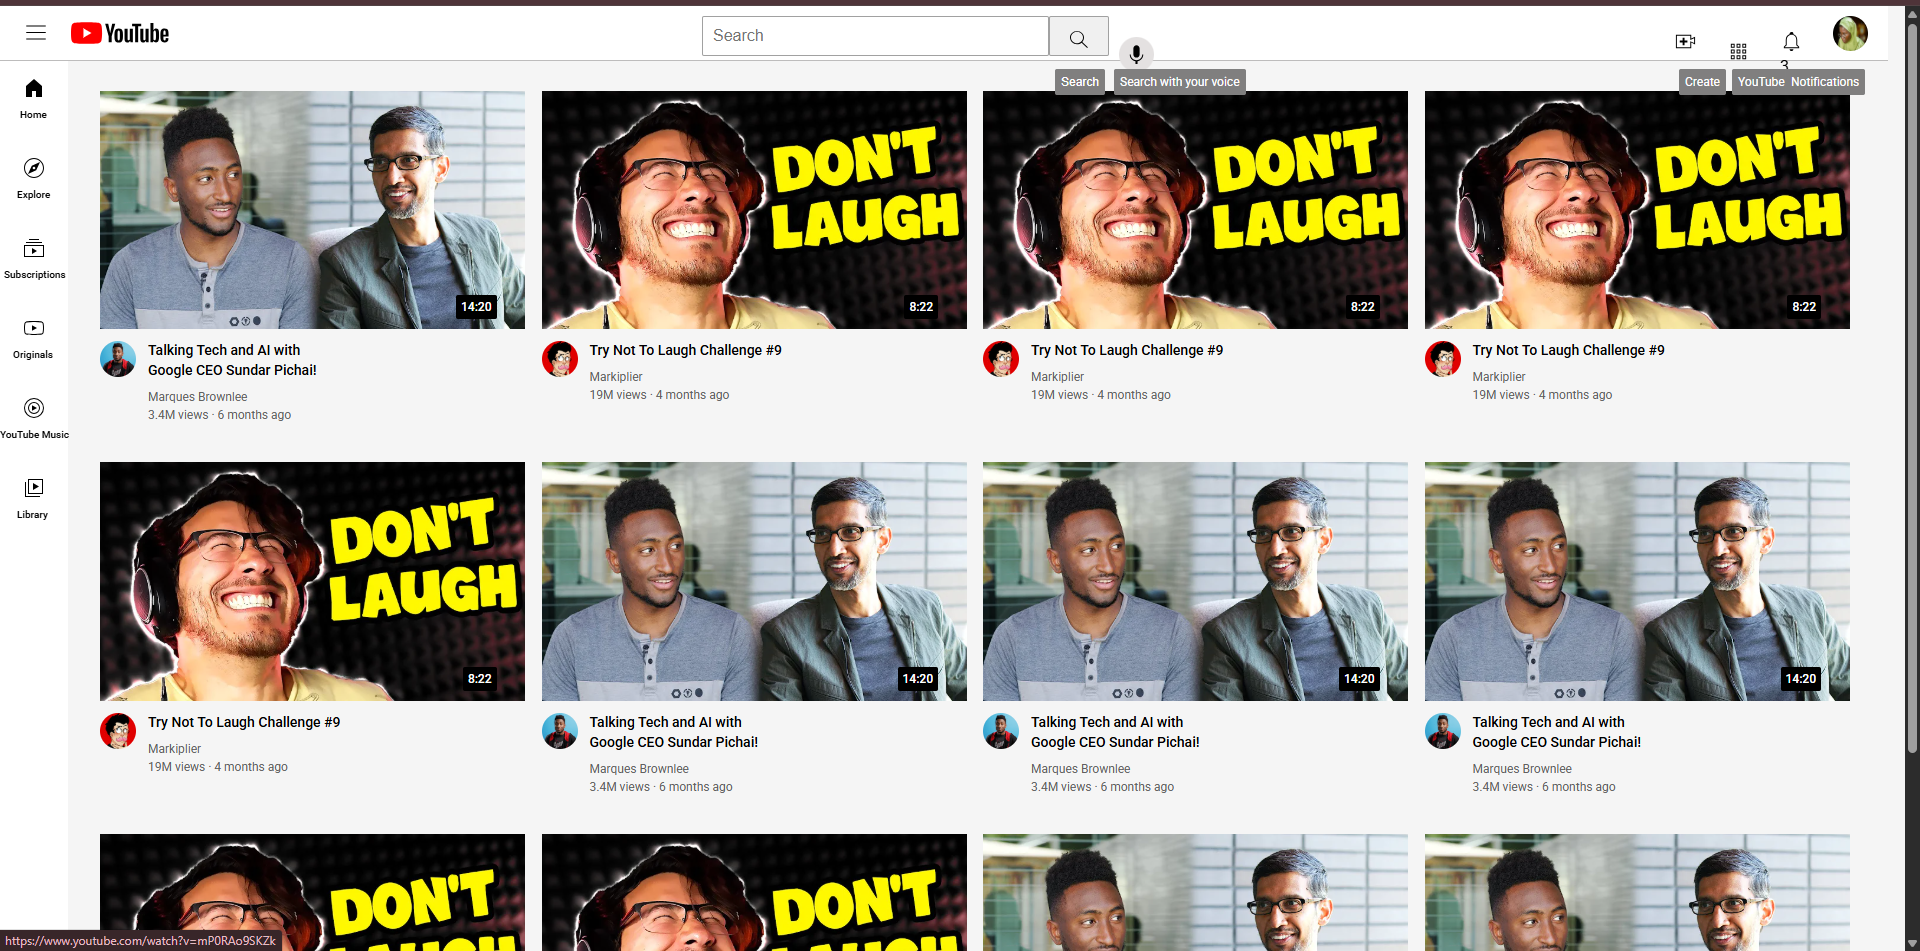 YouTube
Search
3
Search
Search with your voice
Create
YouTube
Notifications
Home
Explore
Subscriptions
Originals
YouTube Music
Library
14:20
Talking Tech and AI with
Google CEO Sundar Pichai!
Marques Brownlee
3.4M views · 6 months ago
DON'T
LAUGH
8:22
Try Not To Laugh Challenge #9
Markiplier
19M views · 4 months ago
DON'T
LAUGH
8:22
Try Not To Laugh Challenge #9
Markiplier
19M views · 4 months ago
DON'T
LAUGH
8:22
Try Not To Laugh Challenge #9
Markiplier
19M views · 4 months ago
DON'T
LAUGH
8:22
Try Not To Laugh Challenge #9
Markiplier
19M views · 4 months ago
14:20
Talking Tech and AI with
Google CEO Sundar Pichai!
Marques Brownlee
3.4M views · 6 months ago
14:20
Talking Tech and AI with
Google CEO Sundar Pichai!
Marques Brownlee
3.4M views · 6 months ago
14:20
Talking Tech and AI with
Google CEO Sundar Pichai!
Marques Brownlee
3.4M views · 6 months ago
DON'T
LAUGH
DON'T
LAUGH
https://www.youtube.com/watch?v=mP0RAo9SKZk